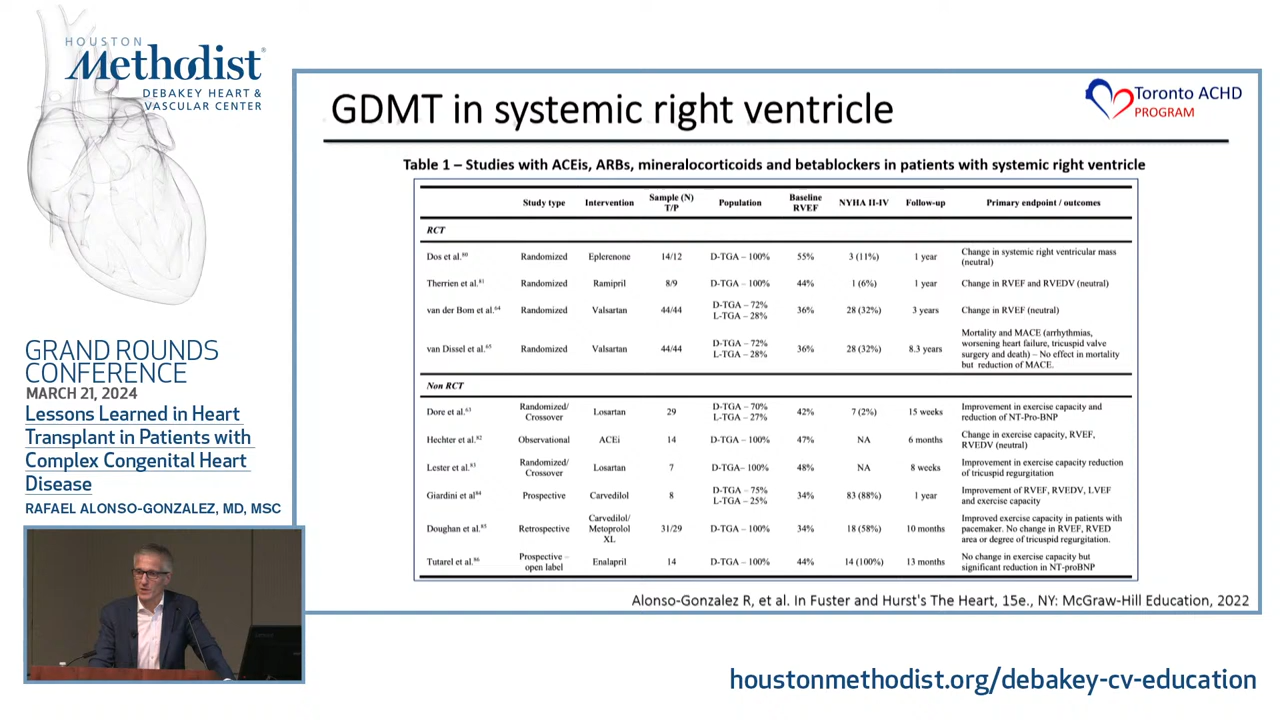 HOUSTON
Methodist®
DEBAKEY HEART &
VASCULAR CENTER
GRAND ROUNDS
CONFERENCE
MARCH 21, 2024
Lessons Learned in Heart
Transplant in Patients with
Complex Congenital Heart
Disease
RAFAEL ALONSO-GONZALEZ, MD, MSC
GDMT in systemic right ventricle
Toronto ACHD
PROGRAM
Table 1 – Studies with ACEis, ARBs, mineralocorticoids and betablockers in patients with systemic right ventricle
Study type Intervention Sample (N) T/P Population Baseline RVEF NYHA II-IV Follow-up Primary endpoint / outcomes
RCT
Dos et al.80 Randomized Eplerenone 14/12 D-TGA – 100% 55% 3 (11%) 1 year Change in systemic right ventricular mass (neutral)
Therrien et al.81 Randomized Ramipril 8/9 D-TGA – 100% 44% 1 (6%) 1 year Change in RVEF and RVEDV (neutral)
van der Bom et al.64 Randomized Valsartan 44/44 D-TGA – 72% L-TGA – 28% 36% 28 (32%) 3 years Change in RVEF (neutral)
van Dissel et al.65 Randomized Valsartan 44/44 D-TGA – 72% L-TGA – 28% 36% 28 (32%) 8.3 years Mortality and MACE (arrhythmias, worsening heart failure, tricuspid valve surgery and death) – No effect in mortality but reduction of MACE.
Non RCT
Dore et al.63 Randomized/ Crossover Losartan 29 D-TGA – 70% L-TGA – 27% 42% 7 (2%) 15 weeks Improvement in exercise capacity and reduction of NT-Pro-BNP
Hechter et al.82 Observational ACEi 14 D-TGA – 100% 47% NA 6 months Change in exercise capacity, RVEF, RVEDV (neutral)
Lester et al.83 Randomized/ Crossover Losartan 7 D-TGA– 100% 48% NA 8 weeks Improvement in exercise capacity reduction of tricuspid regurgitation
Giardini et al84 Prospective Carvedilol 8 D-TGA – 75% L-TGA – 25% 34% 83 (88%) 1 year Improvement of RVEF, RVEDV, LVEF and exercise capacity
Doughan et al.85 Retrospective Carvedilol/ Metoprolol XL 31/29 D-TGA – 100% 34% 18 (58%) 10 months Improved exercise capacity in patients with pacemaker. No change in RVEF, RVED area or degree of tricuspid regurgitation.
Tutarel et al.86 Prospective – open label Enalapril 14 D-TGA – 100% 44% 14 (100%) 13 months No change in exercise capacity but significant reduction in NT-proBNP
Alonso-Gonzalez R, et al. In Fuster and Hurst's The Heart, 15e., NY: McGraw-Hill Education, 2022
houstonmethodist.org/debakey-cv-education